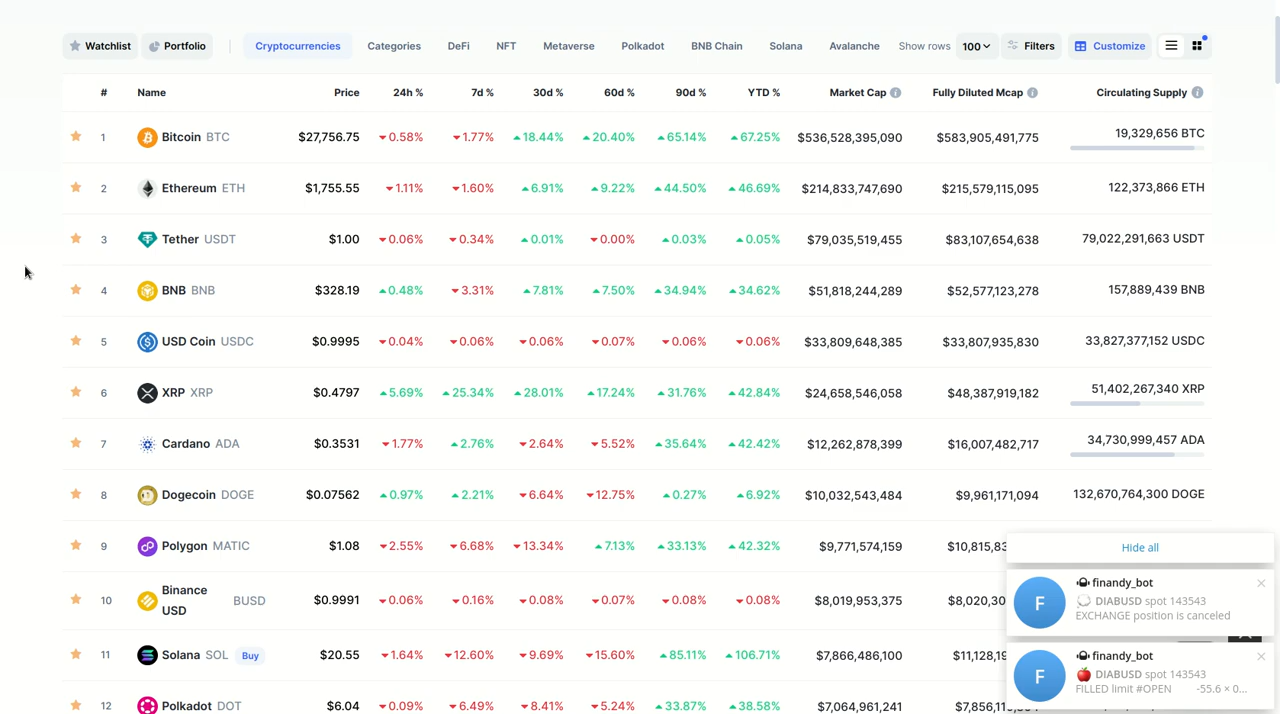 Watchlist Portfolio Cryptocurrencies Categories DeFi NFT Metaverse Polkadot BNB Chain Solana Avalanche Show rows 100 Filters Customize
# Name Price 24h % 7d % 30d % 60d % 90d % YTD % Market Cap Fully Diluted Mcap Circulating Supply
1 Bitcoin BTC $27,756.75 0.58% 1.77% 18.44% 20.40% 65.14% 67.25% $536,528,395,090 $583,905,491,775 19,329,656 BTC
2 Ethereum ETH $1,755.55 1.11% 1.60% 6.91% 9.22% 44.50% 46.69% $214,833,747,690 $215,579,115,095 122,373,866 ETH
3 Tether USDT $1.00 0.06% 0.34% 0.01% 0.00% 0.03% 0.05% $79,035,519,455 $83,107,654,638 79,022,291,663 USDT
4 BNB BNB $328.19 0.48% 3.31% 7.81% 7.50% 34.94% 34.62% $51,818,244,289 $52,577,123,278 157,889,439 BNB
5 USD Coin USDC $0.9995 0.04% 0.06% 0.06% 0.07% 0.06% 0.06% $33,809,648,385 $33,807,935,830 33,827,377,152 USDC
6 XRP XRP $0.4797 5.69% 25.34% 28.01% 17.24% 31.76% 42.84% $24,658,546,058 $48,387,919,182 51,402,267,340 XRP
7 Cardano ADA $0.3531 1.77% 2.76% 2.64% 5.52% 35.64% 42.42% $12,262,878,399 $16,007,482,717 34,730,999,457 ADA
8 Dogecoin DOGE $0.07562 0.97% 2.21% 6.64% 12.75% 0.27% 6.92% $10,032,543,484 $9,961,171,094 132,670,764,300 DOGE
9 Polygon MATIC $1.08 2.55% 6.68% 13.34% 7.13% 33.13% 42.32% $9,771,574,159 $10,815,83
Hide all
10 Binance USD BUSD $0.9991 0.06% 0.16% 0.08% 0.07% 0.08% 0.08% $8,019,953,375 $8,020,30
F finandy_bot
DIABUSD spot 143543
EXCHANGE position is canceled
11 Solana SOL Buy $20.55 1.64% 12.60% 9.69% 15.60% 85.11% 106.71% $7,866,486,100 $11,128,19
F finandy_bot
DIABUSD spot 143543
FILLED limit #OPEN -55.6 × 0...
12 Polkadot DOT $6.04 0.09% 6.49% 8.41% 5.24% 33.87% 38.58% $7,064,961,241